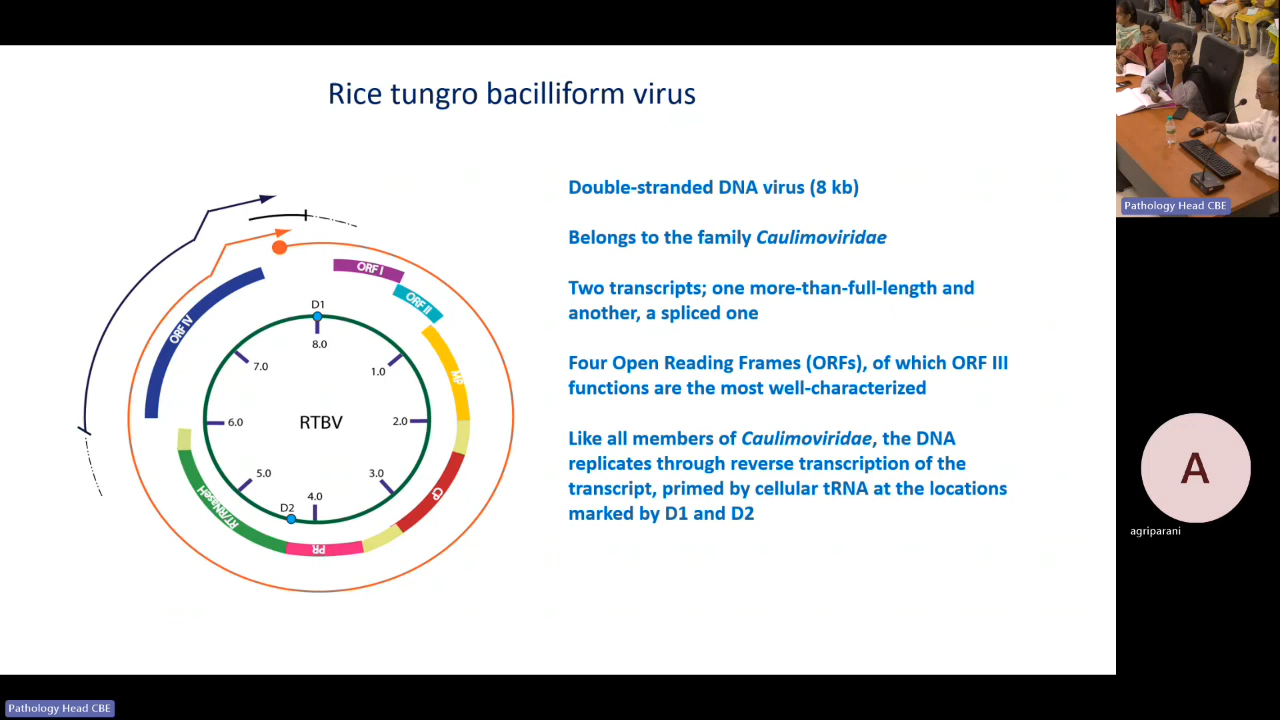 Rice tungro bacilliform virus
Double-stranded DNA virus (8 kb)
Belongs to the family Caulimoviridae
Two transcripts; one more-than-full-length and
another, a spliced one
Four Open Reading Frames (ORFs), of which ORF III
functions are the most well-characterized
Like all members of Caulimoviridae, the DNA
replicates through reverse transcription of the
transcript, primed by cellular tRNA at the locations
marked by D1 and D2
ORF I
ORF II
MP
CP
PR
RT/RNaseH
ORF IV
D1
8.0
1.0
2.0
3.0
4.0
D2
5.0
6.0
7.0
RTBV
Pathology Head CBE
A
agriparani
Pathology Head CBE